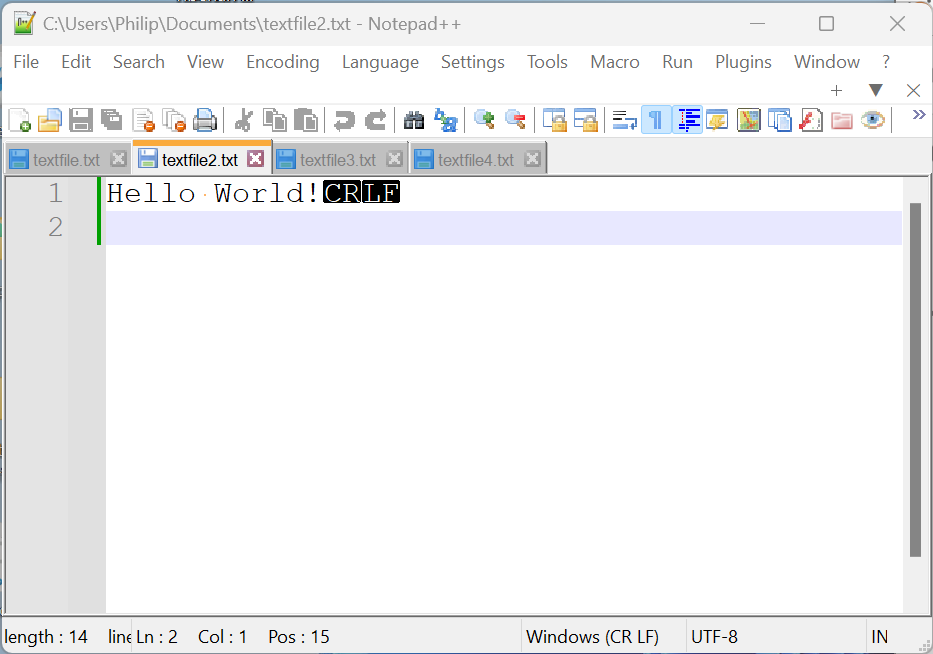 C:\Users\Philip\Documents\textfile2.txt - Notepad++
File Edit Search View Encoding Language Settings Tools Macro Run Plugins Window ?
textfile.txt textfile2.txt textfile3.txt textfile4.txt
1 Hello World!CRLF
2
length : 14 line Ln : 2 Col : 1 Pos : 15 Windows (CR LF) UTF-8 IN